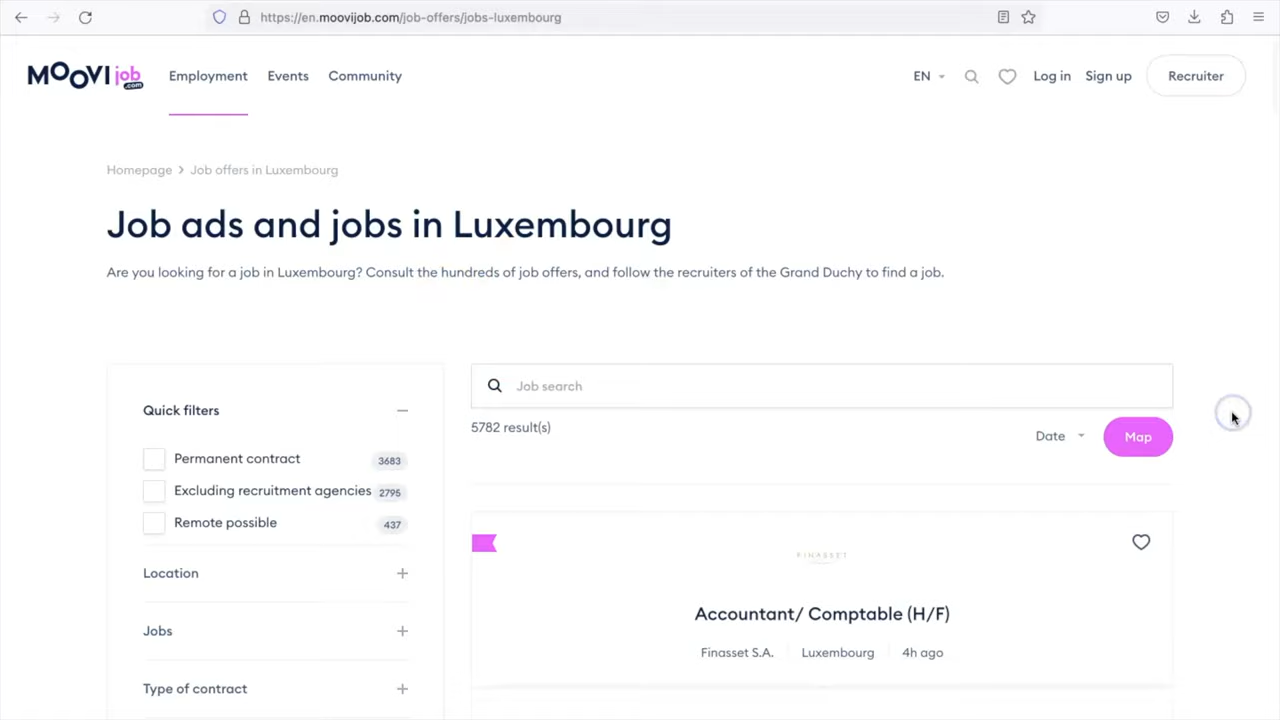 https://en.moovijob.com/job-offers/jobs-luxembourg
MOOVIjob.com
Employment
Events
Community
EN
Log in
Sign up
Recruiter
Homepage > Job offers in Luxembourg
Job ads and jobs in Luxembourg
Are you looking for a job in Luxembourg? Consult the hundreds of job offers, and follow the recruiters of the Grand Duchy to find a job.
Quick filters
Permanent contract 3683
Excluding recruitment agencies 2795
Remote possible 437
Location
Jobs
Type of contract
Job search
5782 result(s)
Date
Map
FINASSET
Accountant/ Comptable (H/F)
Finasset S.A.
Luxembourg
4h ago